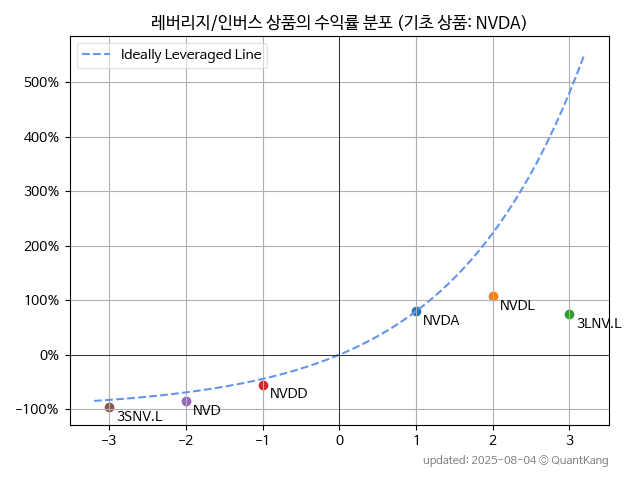 레버리지/인버스 상품의 수익률 분포 (기초 상품: NVDA)
Ideally Leveraged Line
500%
400%
300%
200%
100%
0%
−100%
NVDL
NVDA
3LNV.L
NVDD
NVD
3SNV.L
−3
−2
−1
0
1
2
3
updated: 2025-08-04 © QuantKang